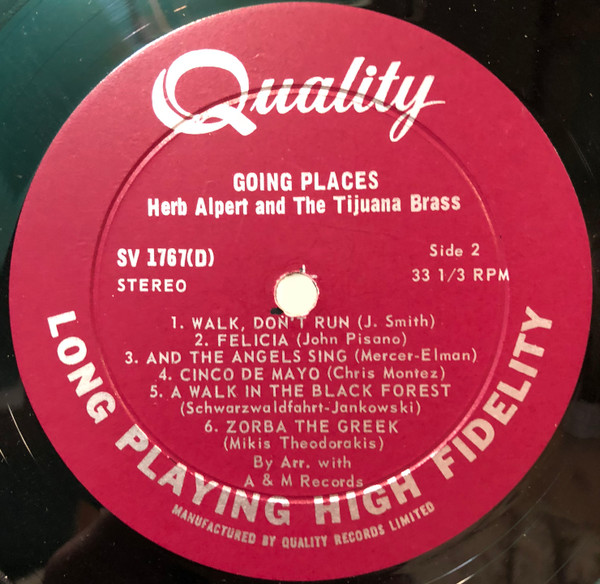 Quality
GOING PLACES
Herb Alpert and The Tijuana Brass
SV 1767(D)
STEREO
Side 2
33 1/3 RPM
1. WALK, DON'T RUN (J. Smith)
2. FELICIA (John Pisano)
3. AND THE ANGELS SING (Mercer-Elman)
4. CINCO DE MAYO (Chris Montez)
5. A WALK IN THE BLACK FOREST
(Schwarzwaldfahrt-Jankowski)
6. ZORBA THE GREEK
(Mikis Theodorakis)
By Arr. with
A & M Records
LONG PLAYING HIGH FIDELITY
MANUFACTURED BY QUALITY RECORDS LIMITED